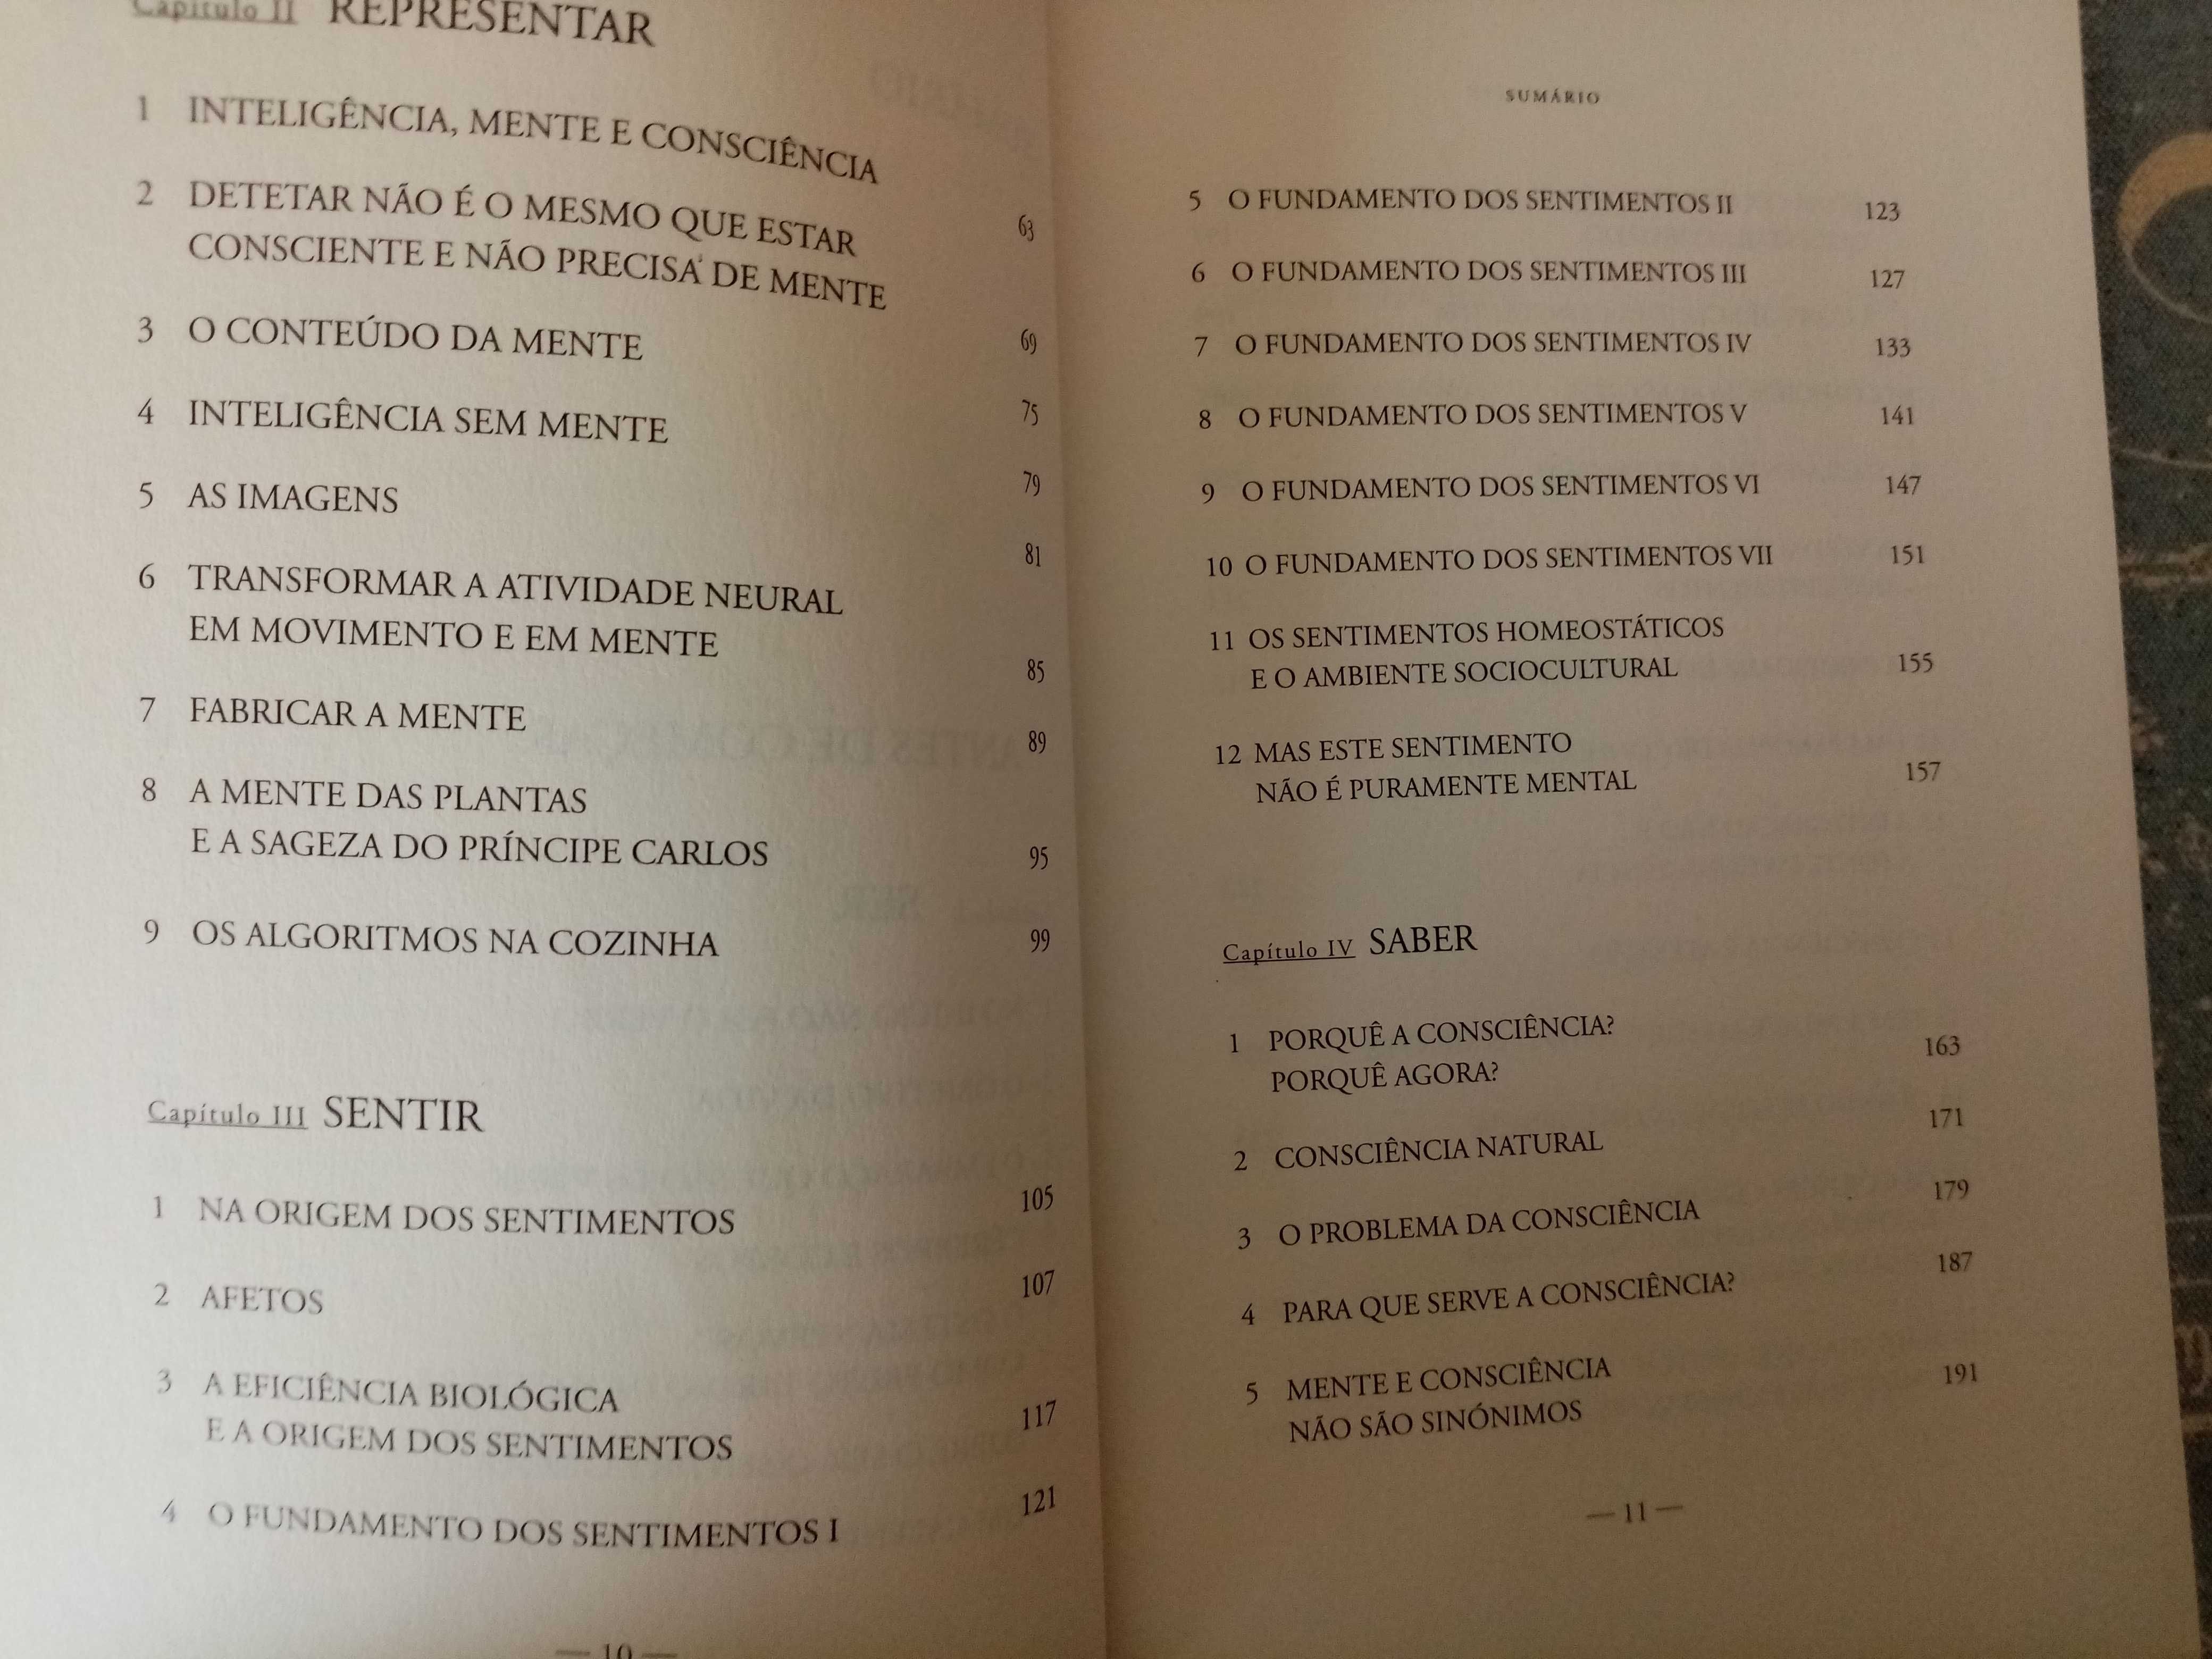 Capítulo II REPRESENTAR
1 INTELIGÊNCIA, MENTE E CONSCIÊNCIA 63
2 DETETAR NÃO É O MESMO QUE ESTAR
CONSCIENTE E NÃO PRECISA DE MENTE 69
3 O CONTEÚDO DA MENTE 75
4 INTELIGÊNCIA SEM MENTE 79
5 AS IMAGENS 81
6 TRANSFORMAR A ATIVIDADE NEURAL
EM MOVIMENTO E EM MENTE 85
7 FABRICAR A MENTE 89
8 A MENTE DAS PLANTAS
E A SAGEZA DO PRÍNCIPE CARLOS 95
9 OS ALGORITMOS NA COZINHA 99
Capítulo III SENTIR
1 NA ORIGEM DOS SENTIMENTOS 105
2 AFETOS 107
3 A EFICIÊNCIA BIOLÓGICA
E A ORIGEM DOS SENTIMENTOS 117
4 O FUNDAMENTO DOS SENTIMENTOS I 121
— 10 —
SUMÁRIO
5 O FUNDAMENTO DOS SENTIMENTOS II 123
6 O FUNDAMENTO DOS SENTIMENTOS III 127
7 O FUNDAMENTO DOS SENTIMENTOS IV 133
8 O FUNDAMENTO DOS SENTIMENTOS V 141
9 O FUNDAMENTO DOS SENTIMENTOS VI 147
10 O FUNDAMENTO DOS SENTIMENTOS VII 151
11 OS SENTIMENTOS HOMEOSTÁTICOS
E O AMBIENTE SOCIOCULTURAL 155
12 MAS ESTE SENTIMENTO
NÃO É PURAMENTE MENTAL 157
Capítulo IV SABER
1 PORQUÊ A CONSCIÊNCIA?
PORQUÊ AGORA? 163
2 CONSCIÊNCIA NATURAL 171
3 O PROBLEMA DA CONSCIÊNCIA 179
4 PARA QUE SERVE A CONSCIÊNCIA? 187
5 MENTE E CONSCIÊNCIA
NÃO SÃO SINÓNIMOS 191
— 11 —